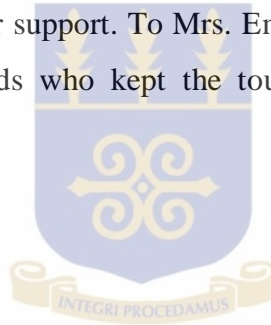 r support. To Mrs. En
ds who kept the tou
INTEGRI PROCEDAMUS